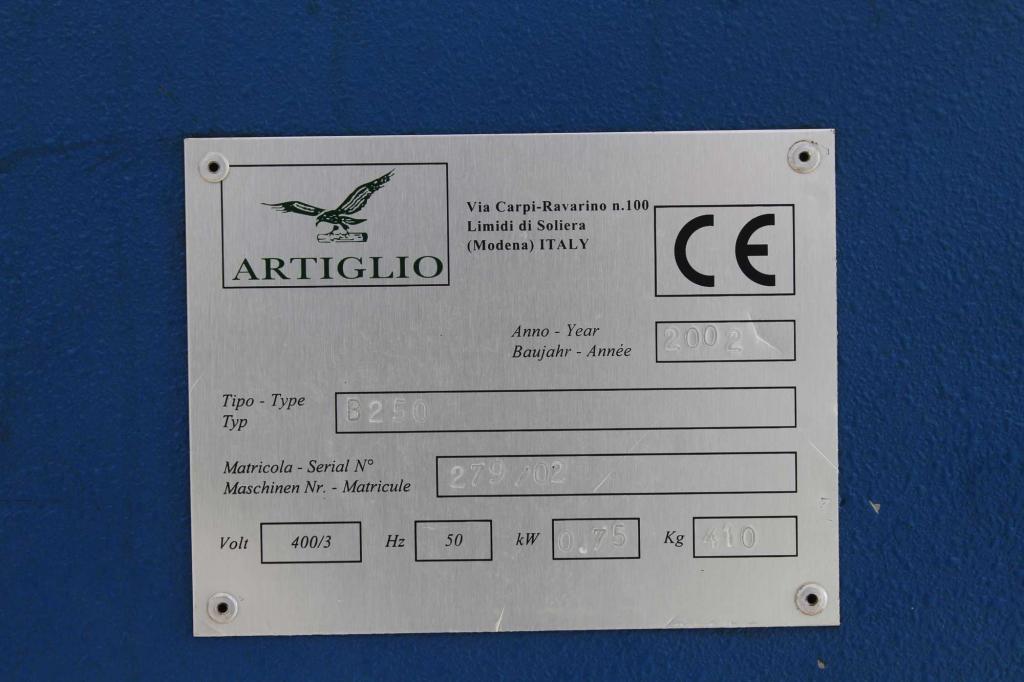 ARTIGLIO
Via Carpi-Ravarino n.100
Limidi di Soliera
(Modena) ITALY
CE
Anno - Year
Baujahr - Année
2002
Tipo - Type
Typ
B250
Matricola - Serial N°
Maschinen Nr. - Matricule
279/02
Volt 400/3 Hz 50 kW 0.75 Kg 410